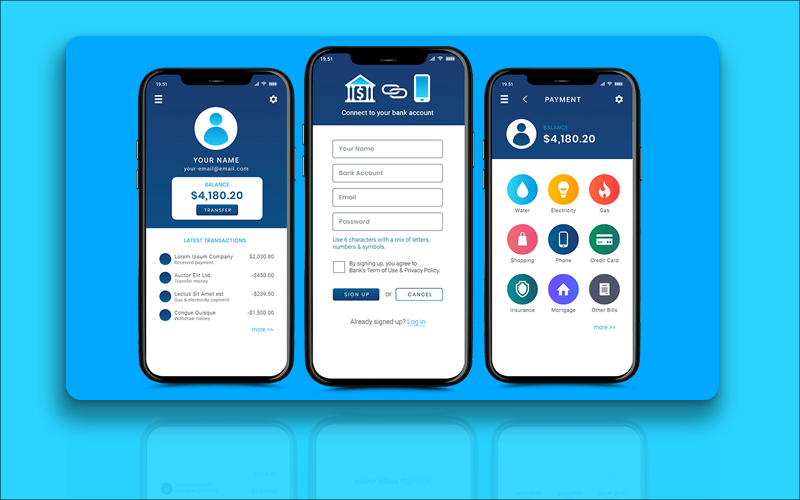 19.51
YOUR NAME
your-email@email.com
BALANCE
$4,180.20
TRANSFER
LATEST TRANSACTIONS
Lorem Ipsum Company $2,030.80
Received payment
Auctor Elit Ltd. -$450.00
Transfer money
Lectus Sit Amet est -$239.50
Gas & electricity payment
Congue Quisque -$1,500.00
Withdraw money
more >>
19.51
$
Connect to your bank account
Your Name
Bank Account
Email
Password
Use 6 characters with a mix of letters,
numbers & symbols.
By signing up, you agree to
Bank's Term of Use & Privacy Policy.
SIGN UP or CANCEL
Already signed up? Log in
19.51
PAYMENT
BALANCE
$4,180.20
Water Electricity Gas
Shopping Phone Credit Card
Insurance Mortgage Other Bills
more >>